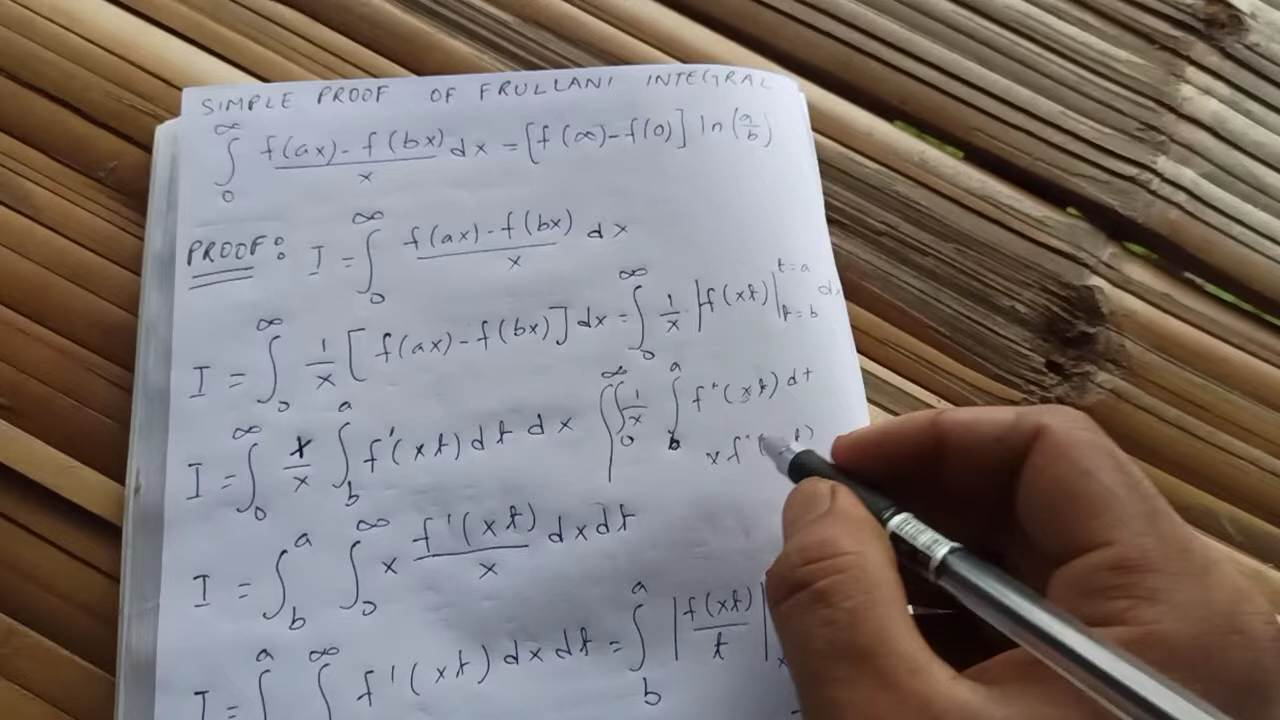 SIMPLE PROOF OF FRULLANI INTEGRAL
∫₀^∞ (f(ax) - f(bx))/x dx = [f(∞) - f(0)] ln(a/b)
PROOF: I = ∫₀^∞ (f(ax) - f(bx))/x dx
I = ∫₀^∞ 1/x [f(ax) - f(bx)] dx = ∫₀^∞ 1/x |f(xt)|_{t=b}^{t=a} dx
I = ∫₀^∞ x/x ∫_b^a f'(xt) dt dx
∫₀^∞ 1/x ∫_b^a f'(xt) dt
x f'( t)
I = ∫_b^a ∫₀^∞ x f'(xt)/x dx dt
I = ∫^a ∫^∞ f'(xt) dx dt = ∫_b^a |f(xt)/t|_x